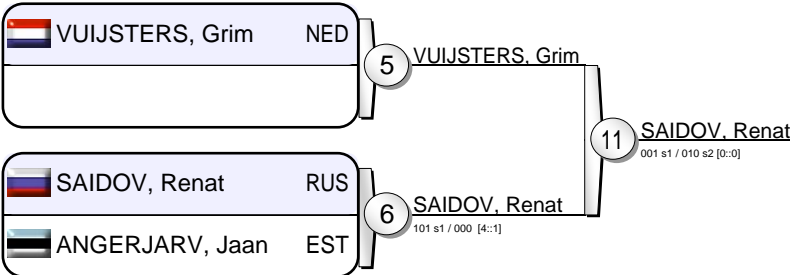 VUIJSTERS, Grim NED
5
VUIJSTERS, Grim
11
SAIDOV, Renat
001 s1 / 010 s2 [0::0]
SAIDOV, Renat RUS
6
SAIDOV, Renat
101 s1 / 000 [4::1]
ANGERJARV, Jaan EST